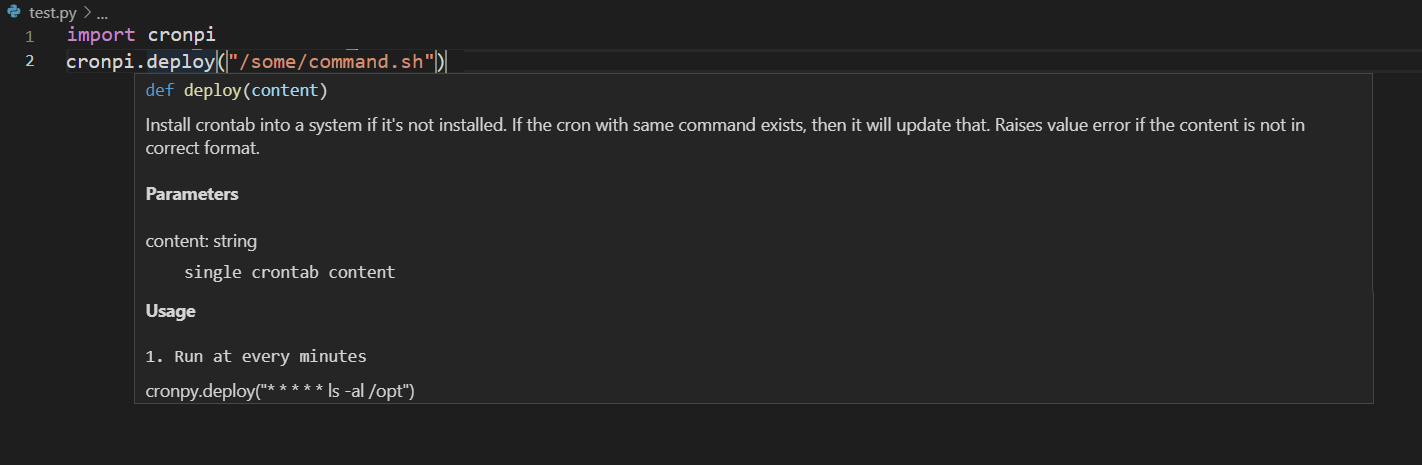 test.py > ...
1 import cronpi
2 cronpi.deploy("/some/command.sh")
def deploy(content)
Install crontab into a system if it's not installed. If the cron with same command exists, then it will update that. Raises value error if the content is not in
correct format.
Parameters
content: string
single crontab content
Usage
1. Run at every minutes
cronpy.deploy("* * * * * ls -al /opt")